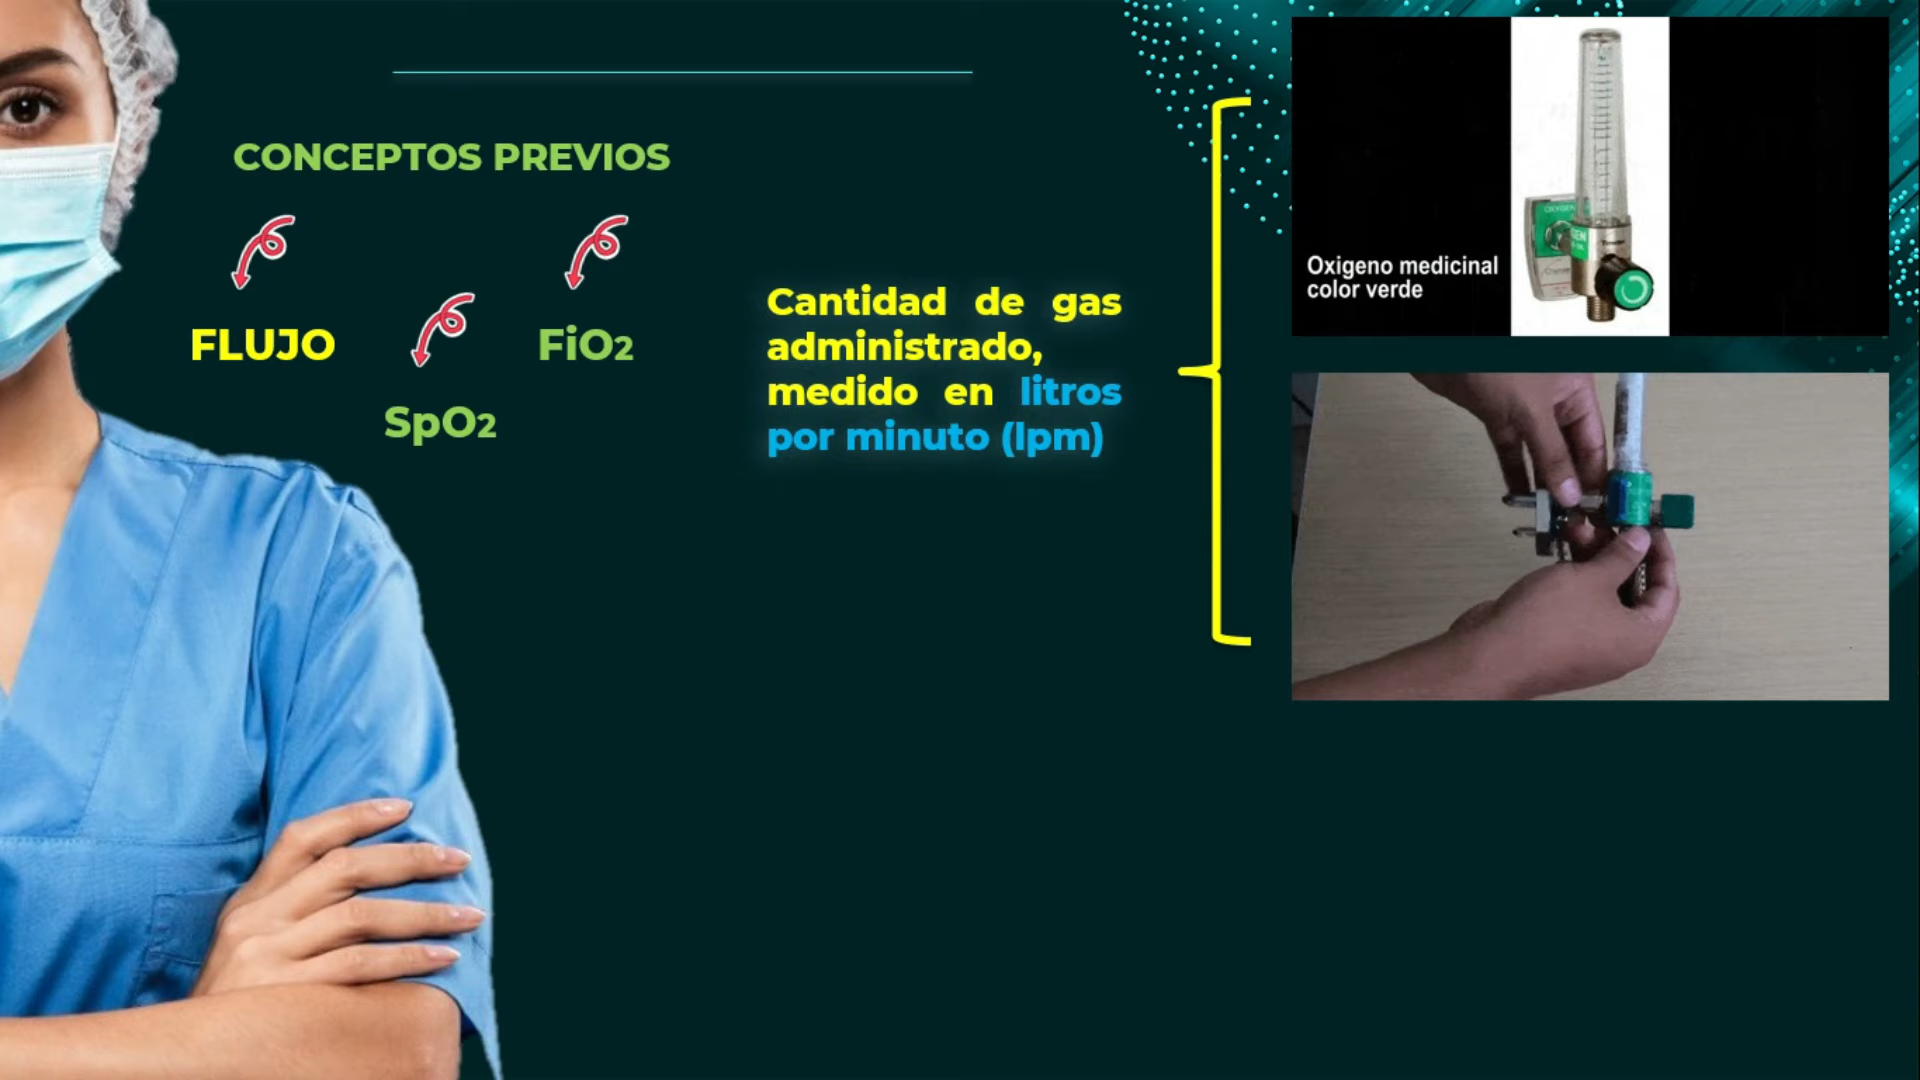 CONCEPTOS PREVIOS
FLUJO
SpO2
FiO2
Cantidad de gas
administrado,
medido en litros
por minuto (lpm)
Oxigeno medicinal
color verde